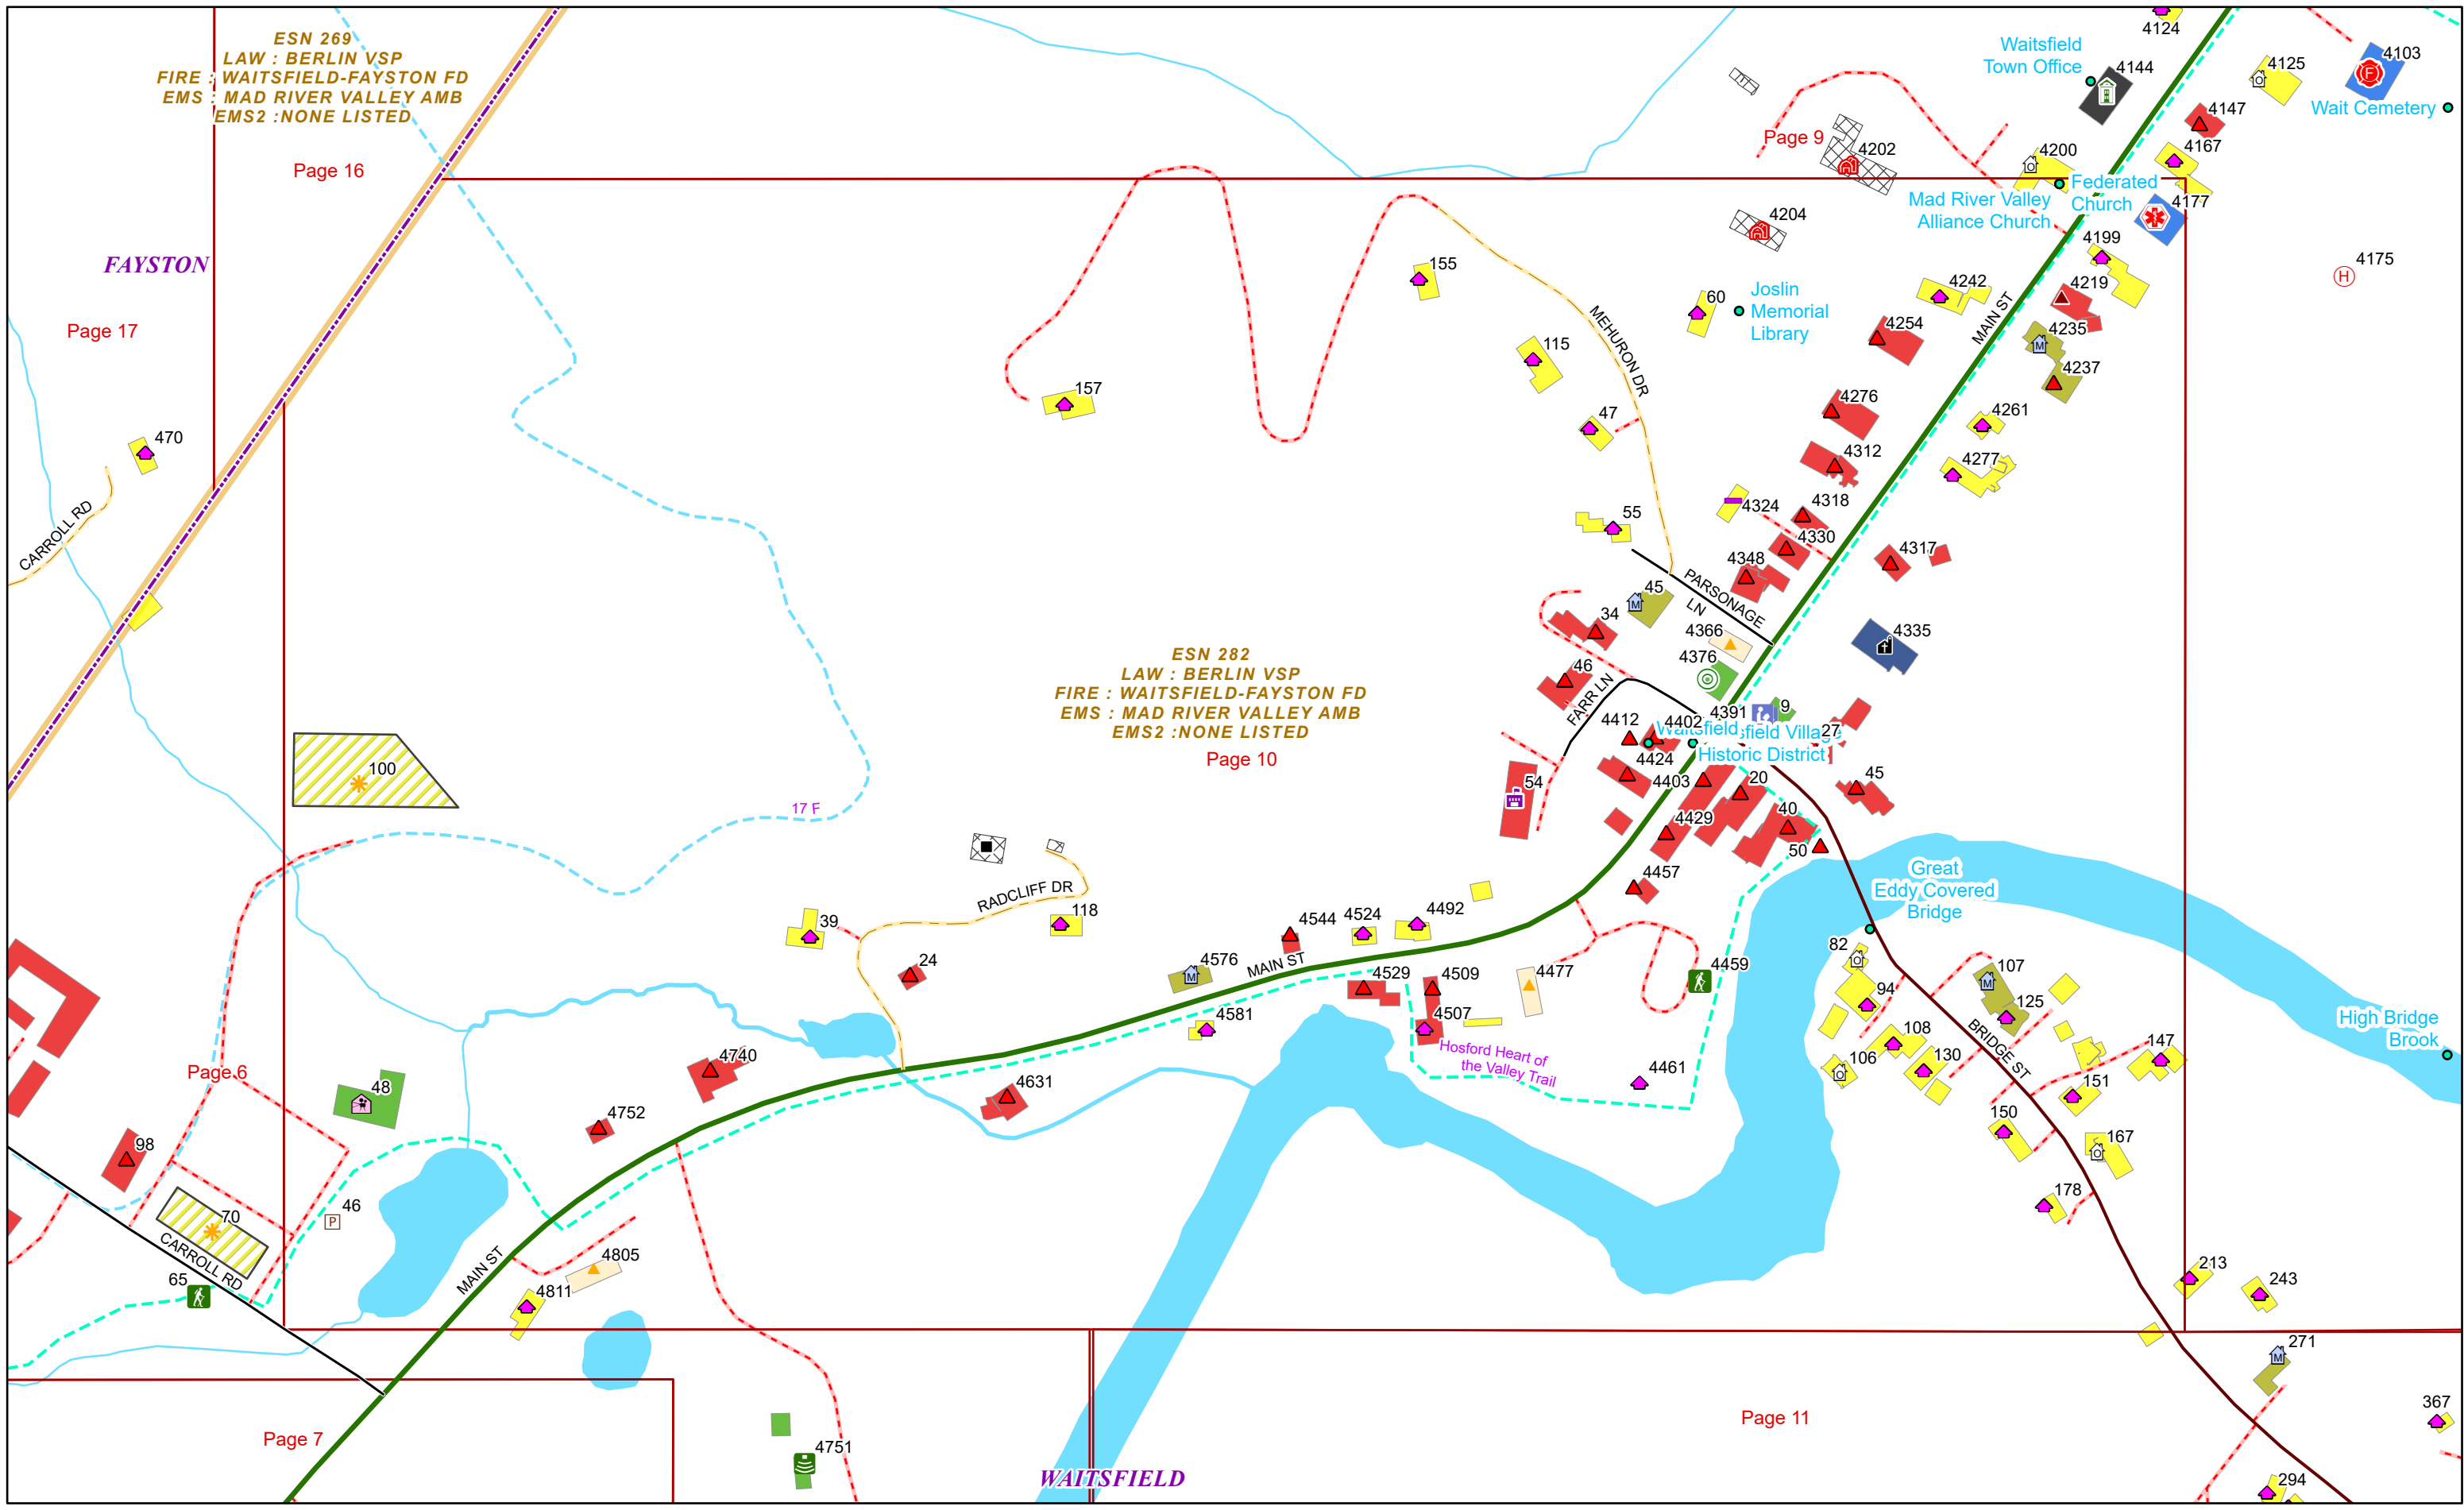 ESN 269
LAW : BERLIN VSP
FIRE : WAITSFIELD-FAYSTON FD
EMS : MAD RIVER VALLEY AMB
EMS2 :NONE LISTED
Page 16
FAYSTON
Page 17
470
CARROLL RD
4124
Waitsfield
Town Office
4144
4125
4103
F
Wait Cemetery
4147
Page 9
4202
4200
4167
Federated
Church
Mad River Valley
Alliance Church
4177
4204
4199
4175
H
155
60
Joslin
Memorial
Library
4242
4219
MAIN ST
4254
4235
M
4237
115
MEHURON DR
157
4276
4261
47
4312
4277
4324
4318
55
4330
4317
4348
PARSONAGE
LN
45
M
34
4366
4335
4376
46
FARR LN
9
4391
4412
4402
27
Waitsfield
sfield Village
Historic District
4424
4403
20
45
54
40
4429
50
4457
ESN 282
LAW : BERLIN VSP
FIRE : WAITSFIELD-FAYSTON FD
EMS : MAD RIVER VALLEY AMB
EMS2 :NONE LISTED
Page 10
100
17 F
RADCLIFF DR
39
118
24
4576
M
4544
4524
4492
MAIN ST
4529
4509
4477
4459
4581
4507
Hosford Heart of
the Valley Trail
4461
Great
Eddy Covered
Bridge
82
O
94
107
M
125
High Bridge
Brook
108
BRIDGE ST
106
O
130
147
151
150
167
O
178
213
243
Page 6
48
4740
4631
4752
98
46
P
70
CARROLL RD
65
MAIN ST
4805
4811
271
M
Page 11
367
Page 7
4751
WAITSFIELD
294